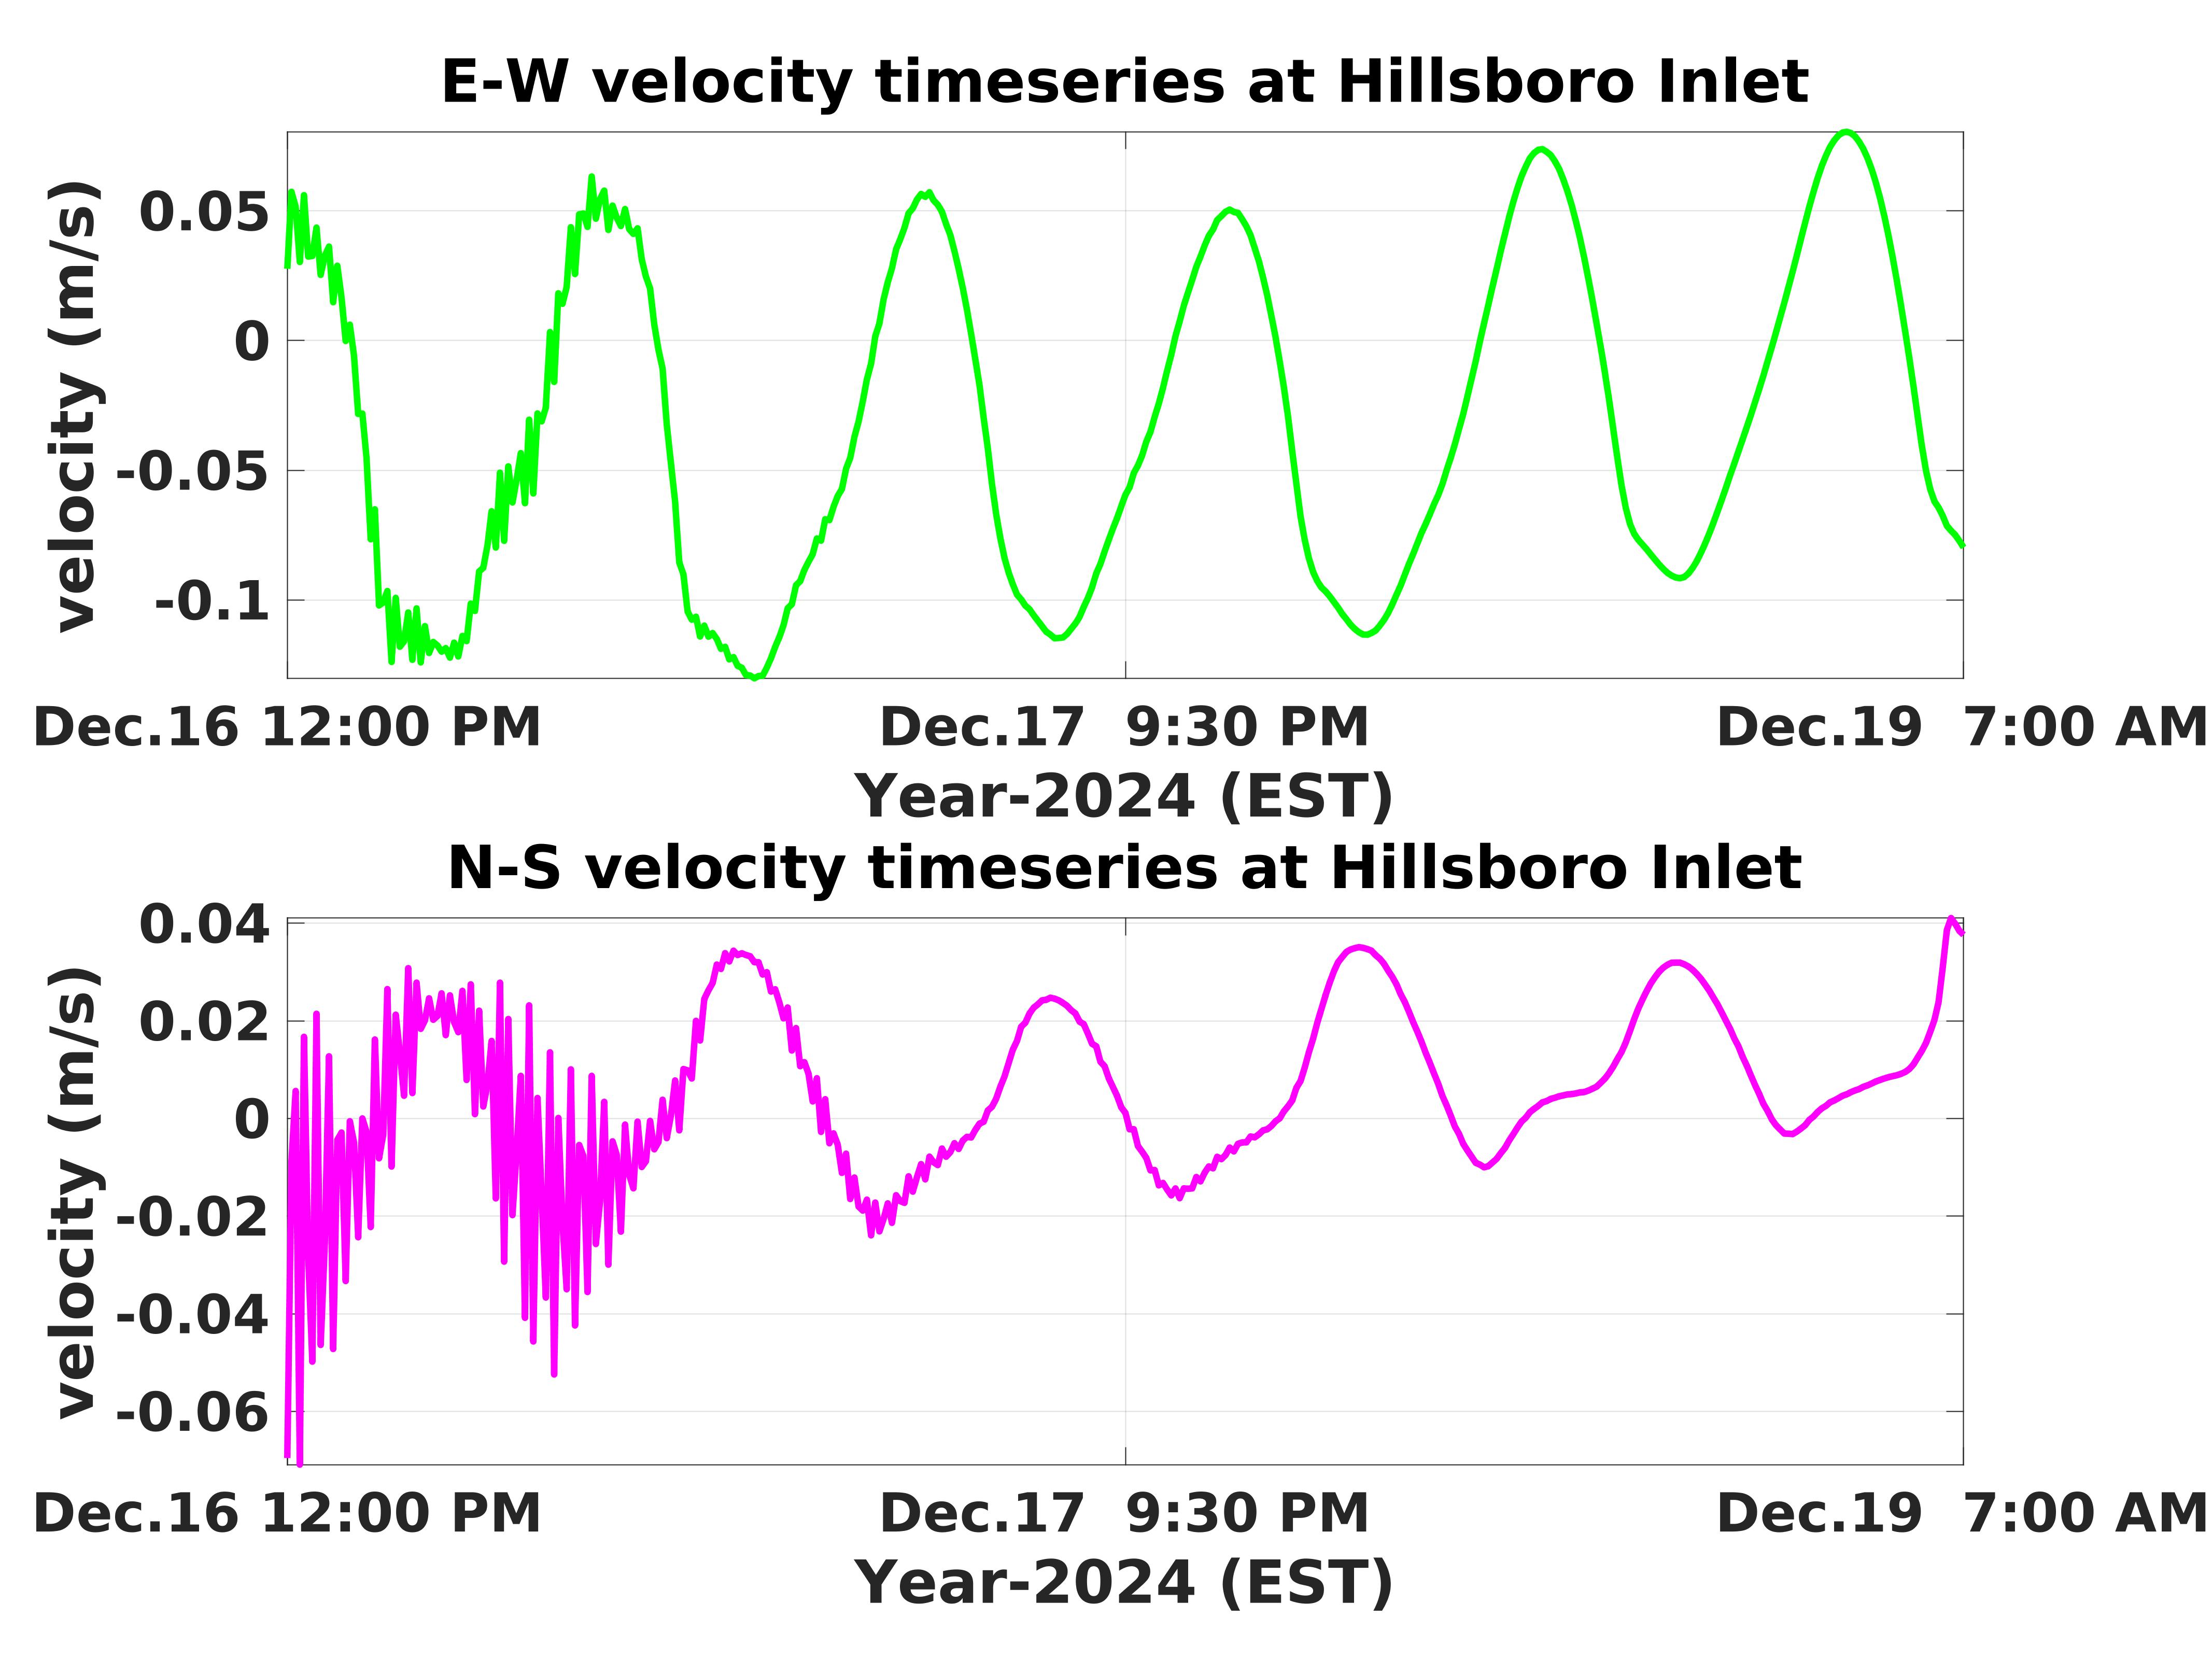 E-W velocity timeseries at Hillsboro Inlet
velocity (m/s)
0.05
0
-0.05
-0.1
Dec.16 12:00 PM
Dec.17 9:30 PM
Dec.19 7:00 AM
Year-2024 (EST)
N-S velocity timeseries at Hillsboro Inlet
velocity (m/s)
0.04
0.02
0
-0.02
-0.04
-0.06
Dec.16 12:00 PM
Dec.17 9:30 PM
Dec.19 7:00 AM
Year-2024 (EST)